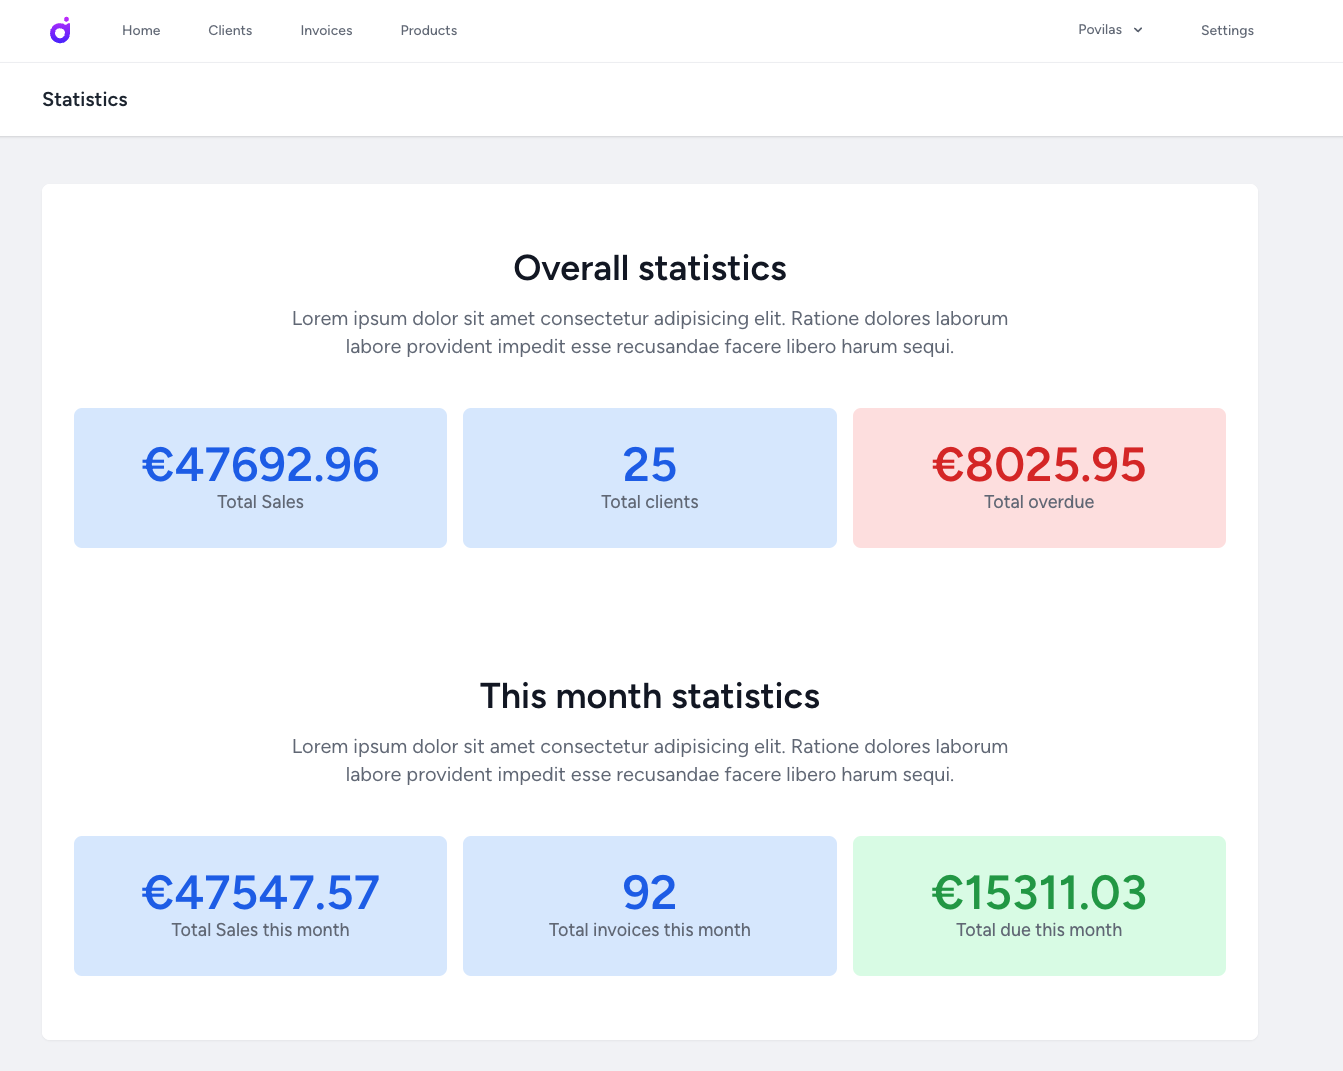 Home Clients Invoices Products Povilas Settings
Statistics
Overall statistics
Lorem ipsum dolor sit amet consectetur adipisicing elit. Ratione dolores laborum
labore provident impedit esse recusandae facere libero harum sequi.
€47692.96 25 €8025.95
Total Sales Total clients Total overdue
This month statistics
Lorem ipsum dolor sit amet consectetur adipisicing elit. Ratione dolores laborum
labore provident impedit esse recusandae facere libero harum sequi.
€47547.57 92 €15311.03
Total Sales this month Total invoices this month Total due this month